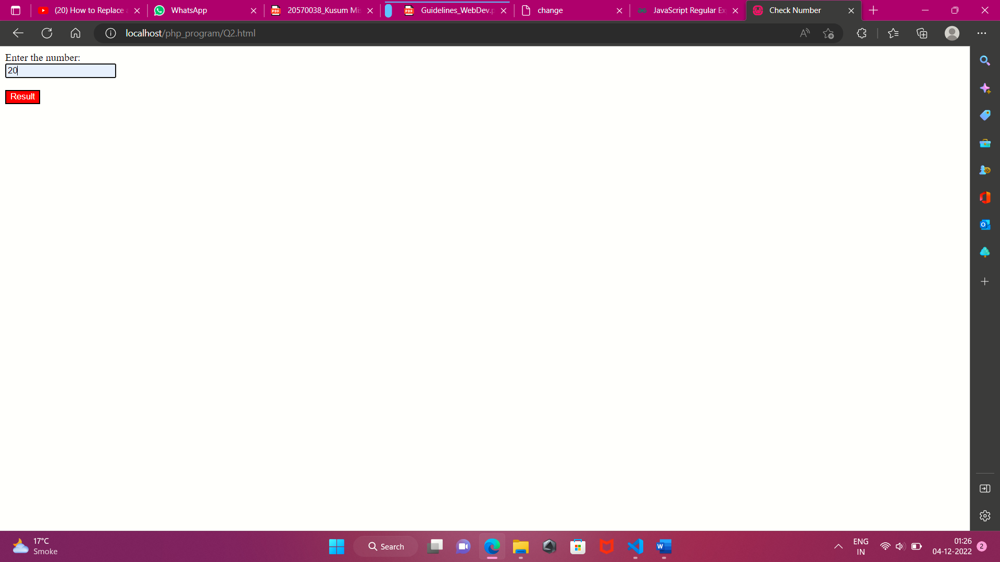 (20) How to Replace
WhatsApp
20570038_Kusum Mis
Guidelines_WebDev.p
change
JavaScript Regular Ex
Check Number
localhost/php_program/Q2.html
Enter the number:
20
Result
17°C
Smoke
Search
ENG
IN
01:26
04-12-2022
2